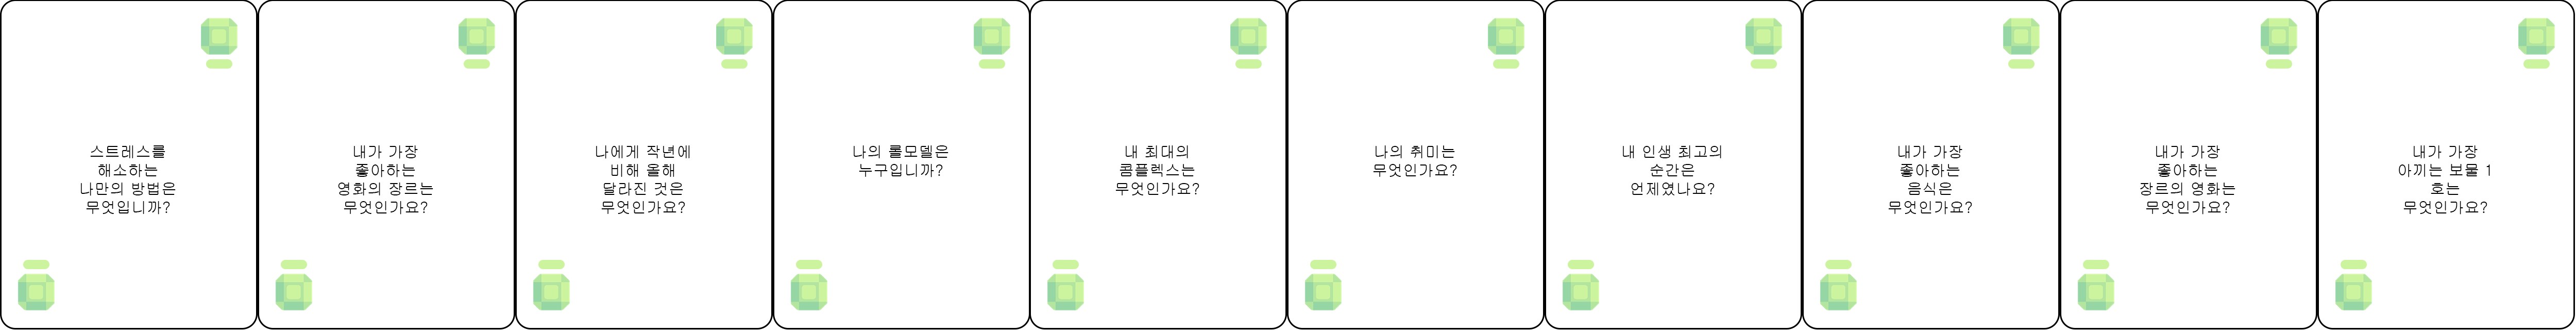 스트레스를
해소하는
나만의 방법은
무엇입니까?
내가 가장
좋아하는
영화의 장르는
무엇인가요?
나에게 작년에
비해 올해
달라진 것은
무엇인가요?
나의 롤모델은
누구입니까?
내 최대의
콤플렉스는
무엇인가요?
나의 취미는
무엇인가요?
내 인생 최고의
순간은
언제였나요?
내가 가장
좋아하는
음식은
무엇인가요?
내가 가장
좋아하는
장르의 영화는
무엇인가요?
내가 가장
아끼는 보물 1
호는
무엇인가요?